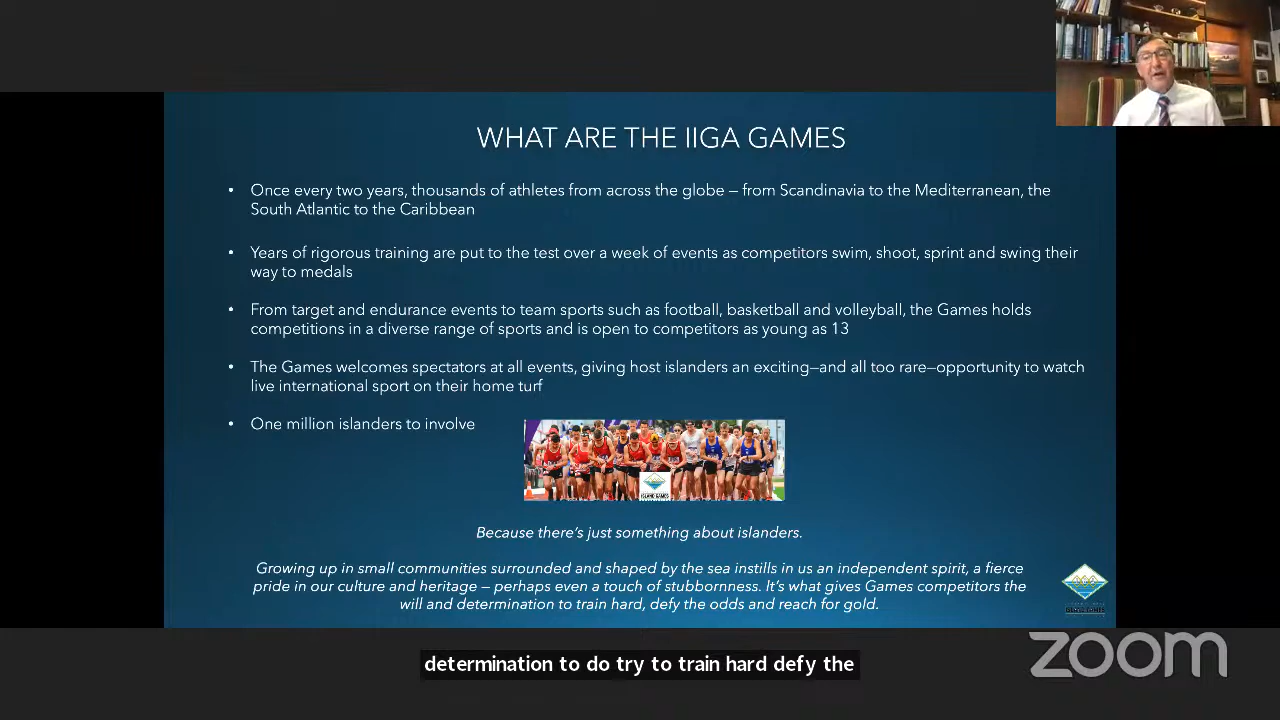 WHAT ARE THE IIGA GAMES
• Once every two years, thousands of athletes from across the globe – from Scandinavia to the Mediterranean, the
South Atlantic to the Caribbean
• Years of rigorous training are put to the test over a week of events as competitors swim, shoot, sprint and swing their
way to medals
• From target and endurance events to team sports such as football, basketball and volleyball, the Games holds
competitions in a diverse range of sports and is open to competitors as young as 13
• The Games welcomes spectators at all events, giving host islanders an exciting—and all too rare—opportunity to watch
live international sport on their home turf
• One million islanders to involve
ISLAND GAMES
Because there's just something about islanders.
Growing up in small communities surrounded and shaped by the sea instills in us an independent spirit, a fierce
pride in our culture and heritage – perhaps even a touch of stubbornness. It's what gives Games competitors the
will and determination to train hard, defy the odds and reach for gold.
determination to do try to train hard defy the
zoom